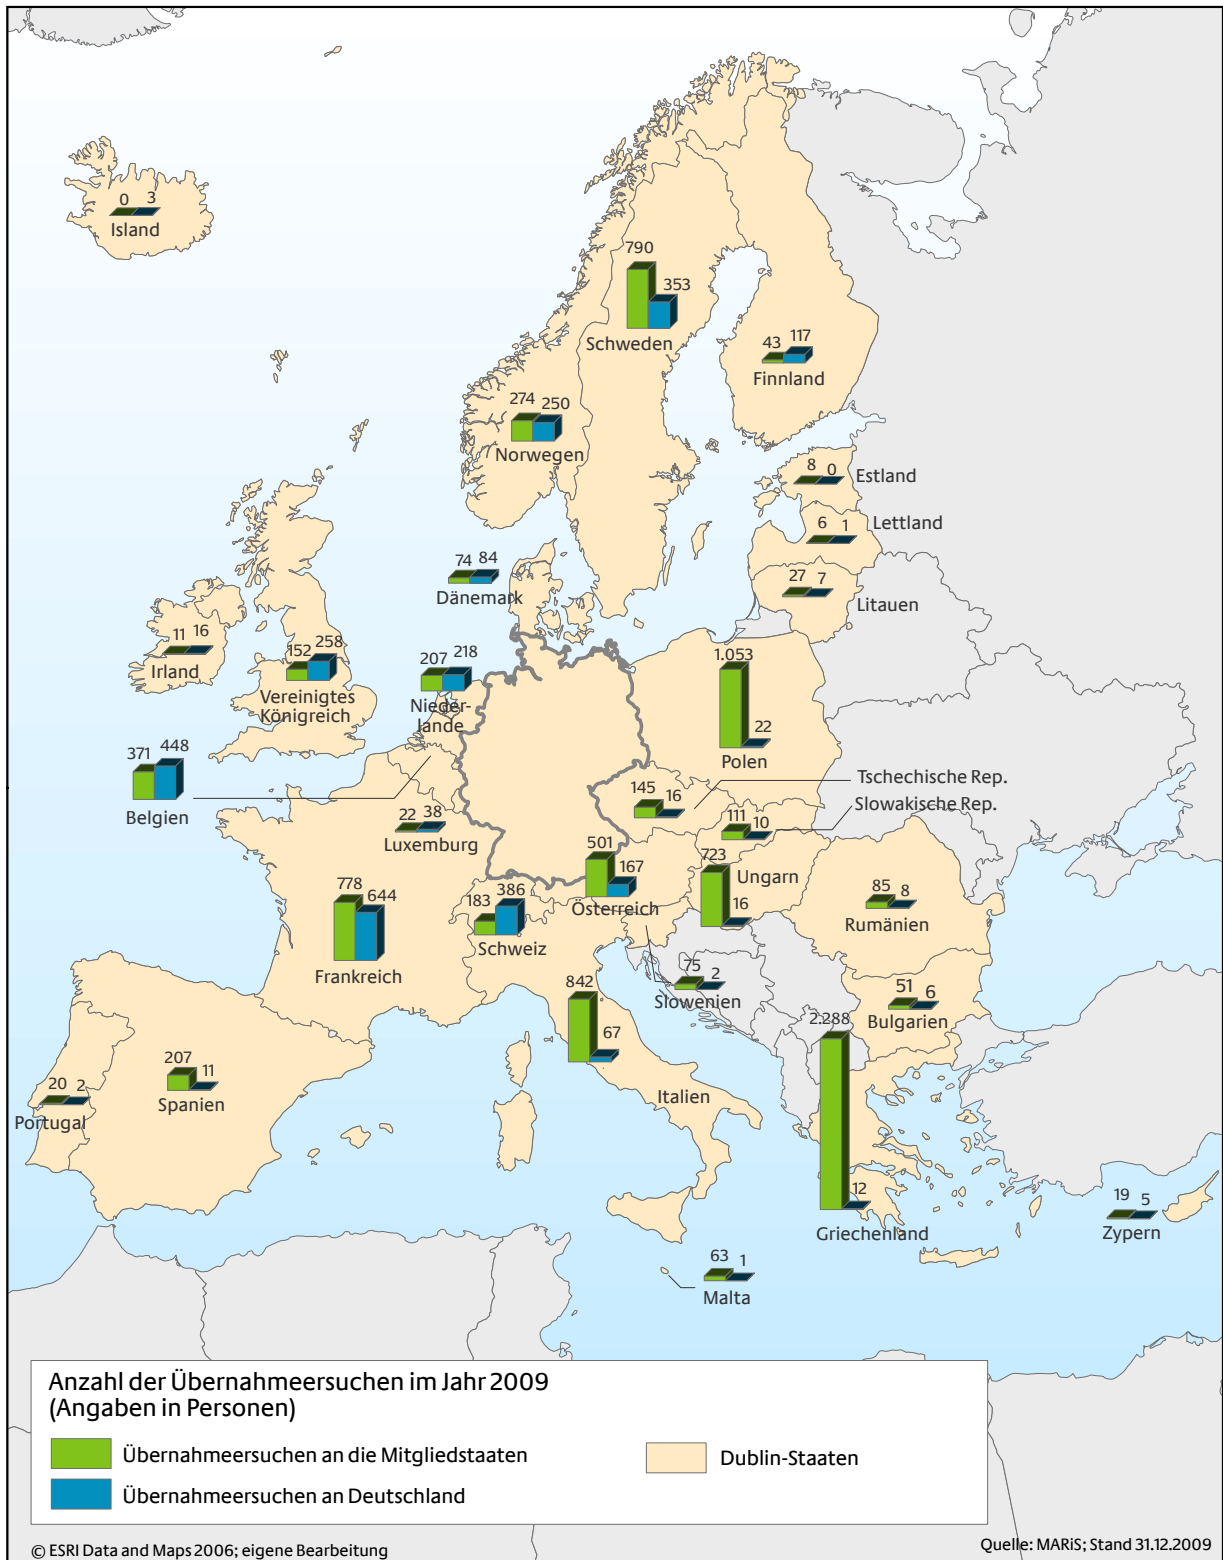 0 3
Island
790
353
Schweden
43 117
Finnland
274 250
Norwegen
8 0
Estland
6 1
Lettland
27 7
Litauen
74 84
Dänemark
11 16
Irland
152 258
Vereinigtes
Königreich
207 218
Nieder-
lande
1.053
22
Polen
371 448
Belgien
145 16
Tschechische Rep.
111 10
Slowakische Rep.
22 38
Luxemburg
501
167
Österreich
723
16
Ungarn
85 8
Rumänien
778
644
Frankreich
183 386
Schweiz
75 2
Slowenien
51 6
Bulgarien
842
67
Italien
2.288
12
Griechenland
207
11
Spanien
20 2
Portugal
19 5
Zypern
63 1
Malta
Anzahl der Übernahmeersuchen im Jahr 2009
(Angaben in Personen)
Übernahmeersuchen an die Mitgliedstaaten
Dublin-Staaten
Übernahmeersuchen an Deutschland
© ESRI Data and Maps 2006; eigene Bearbeitung
Quelle: MARiS; Stand 31.12.2009